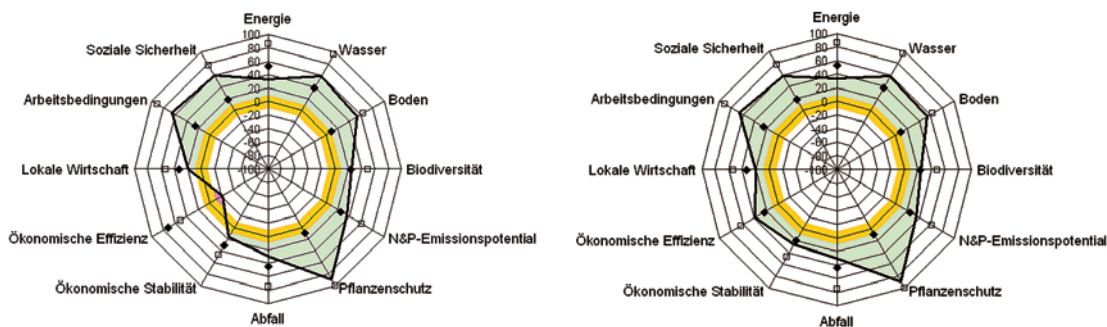 Energie
Wasser
Boden
Biodiversität
N&P-Emissionspotential
Pflanzenschutz
Abfall
Ökonomische Stabilität
Ökonomische Effizienz
Lokale Wirtschaft
Arbeitsbedingungen
Soziale Sicherheit
100
80
60
40
20
0
-20
-40
-60
-80
-100
Energie
Wasser
Boden
Biodiversität
N&P-Emissionspotential
Pflanzenschutz
Abfall
Ökonomische Stabilität
Ökonomische Effizienz
Lokale Wirtschaft
Arbeitsbedingungen
Soziale Sicherheit
100
80
60
40
20
0
-20
-40
-60
-80
-100